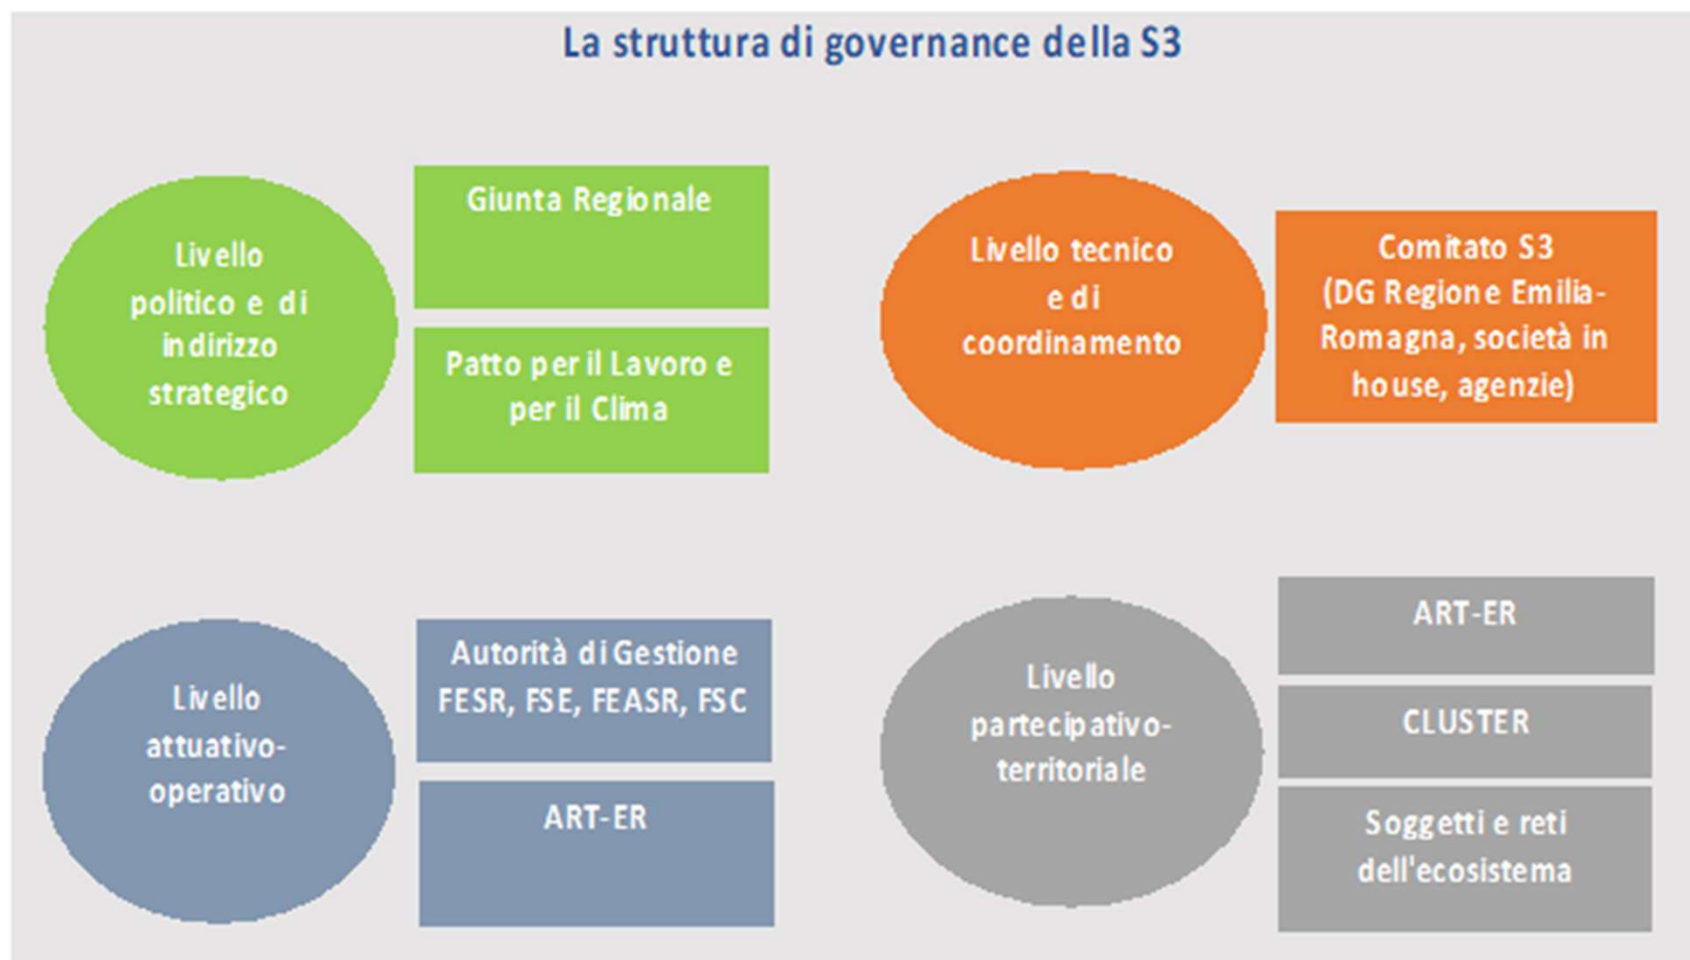 La struttura di governance della S3
Livello
politico e di
indirizzo
strategico
Giunta Regionale
Patto per il Lavoro e
per il Clima
Livello tecnico
e di
coordinamento
Comitato S3
(DG Regione Emilia-
Romagna, società in
house, agenzie)
Livello
attuativo-
operativo
Autorità di Gestione
FESR, FSE, FEASR, FSC
ART-ER
Livello
partecipativo-
territoriale
ART-ER
CLUSTER
Soggetti e reti
dell'ecosistema